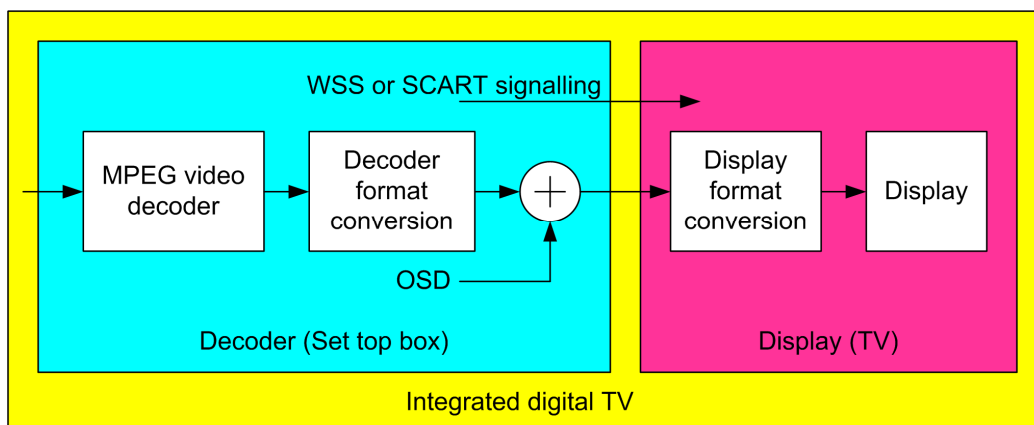 WSS or SCART signalling
MPEG video
decoder
Decoder
format
conversion
Display
format
conversion
Display
OSD
Decoder (Set top box)
Display (TV)
Integrated digital TV